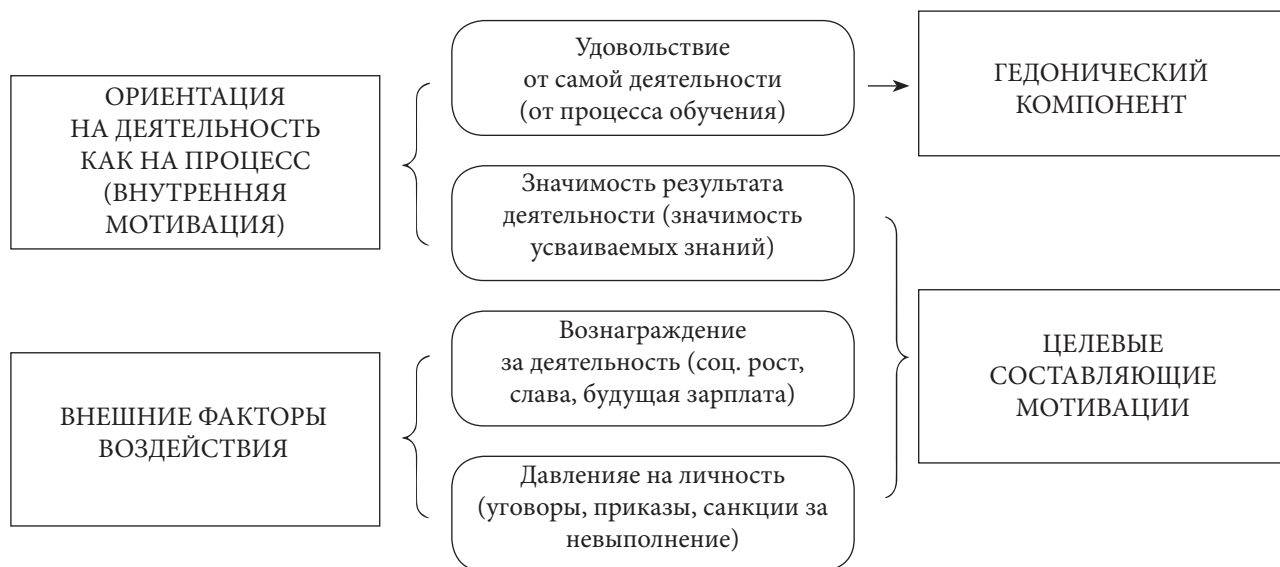 ОРИЕНТАЦИЯ
НА ДЕЯТЕЛЬНОСТЬ
КАК НА ПРОЦЕСС
(ВНУТРЕННЯЯ
МОТИВАЦИЯ)
ВНЕШНИЕ ФАКТОРЫ
ВОЗДЕЙСТВИЯ
Удовольствие
от самой деятельности
(от процесса обучения)
Значимость результата
деятельности (значимость
усваиваемых знаний)
Вознаграждение
за деятельность (соц. рост,
слава, будущая зарплата)
Давленияе на личность
(уговоры, приказы, санкции за
невыполнение)
ГЕДОНИЧЕСКИЙ
КОМПОНЕНТ
ЦЕЛЕВЫЕ
СОСТАВЛЯЮЩИЕ
МОТИВАЦИИ